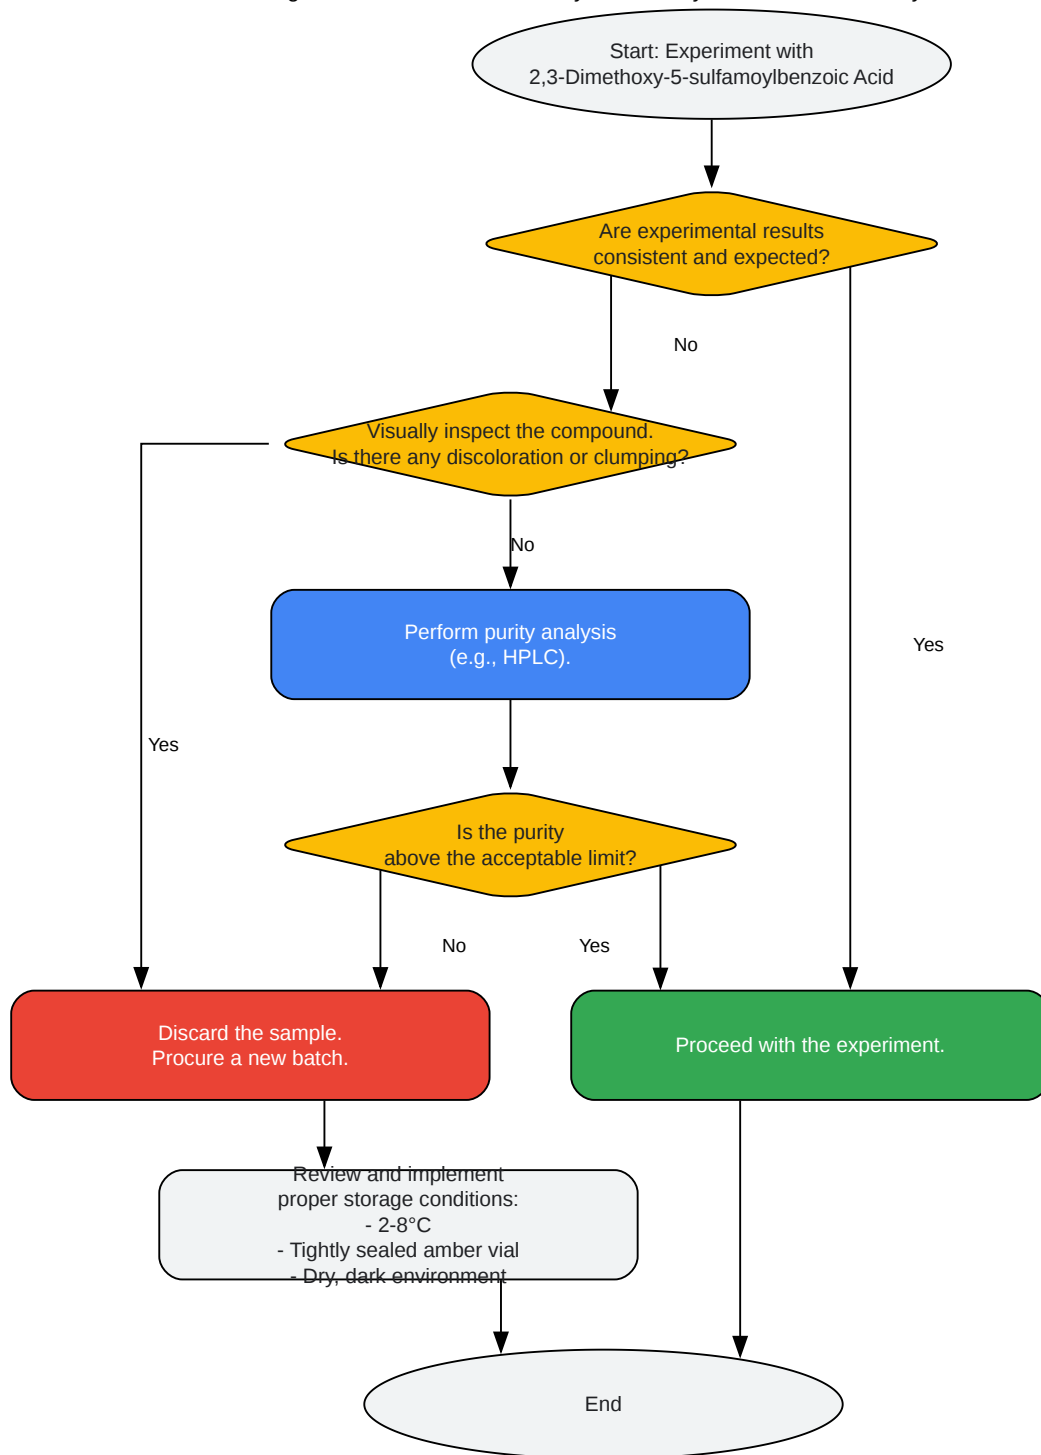 Start: Experiment with
2,3-Dimethoxy-5-sulfamoylbenzoic Acid
Are experimental results
consistent and expected?
No
Visually inspect the compound.
Is there any discoloration or clumping?
No
Perform purity analysis
(e.g., HPLC).
Yes
Yes
Is the purity
above the acceptable limit?
No
Yes
Discard the sample.
Procure a new batch.
Proceed with the experiment.
Review and implement
proper storage conditions:
- 2-8°C
- Tightly sealed amber vial
- Dry, dark environment
End